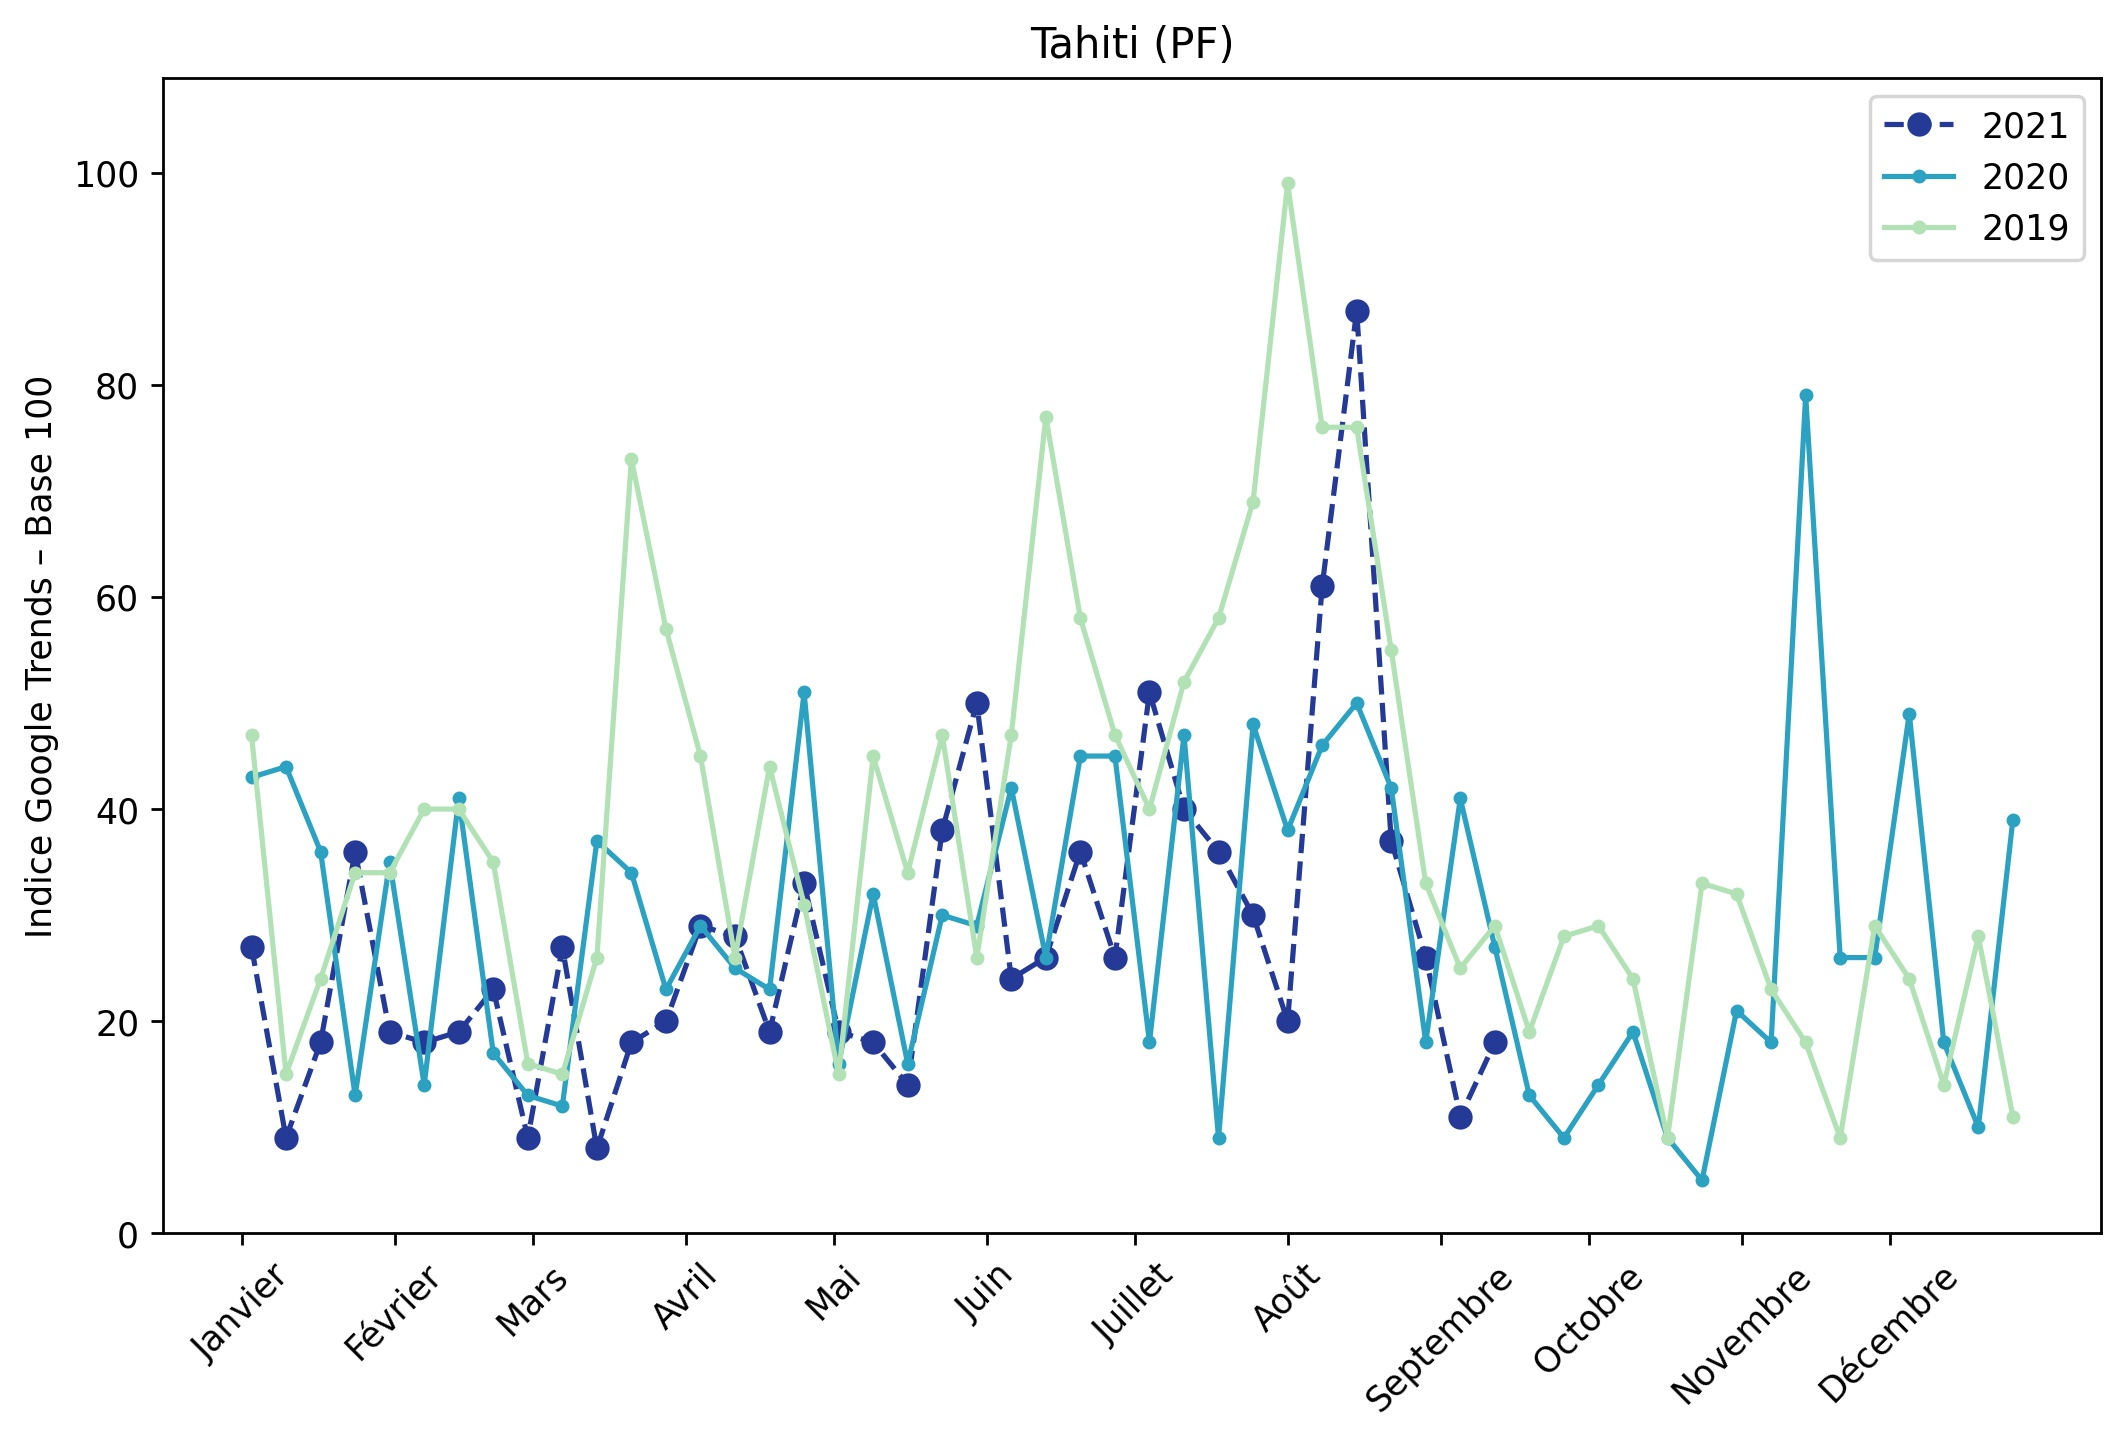 Tahiti (PF)
2021
2020
2019
Indice Google Trends – Base 100
100
80
60
40
20
0
Janvier
Février
Mars
Avril
Mai
Juin
Juillet
Août
Septembre
Octobre
Novembre
Décembre